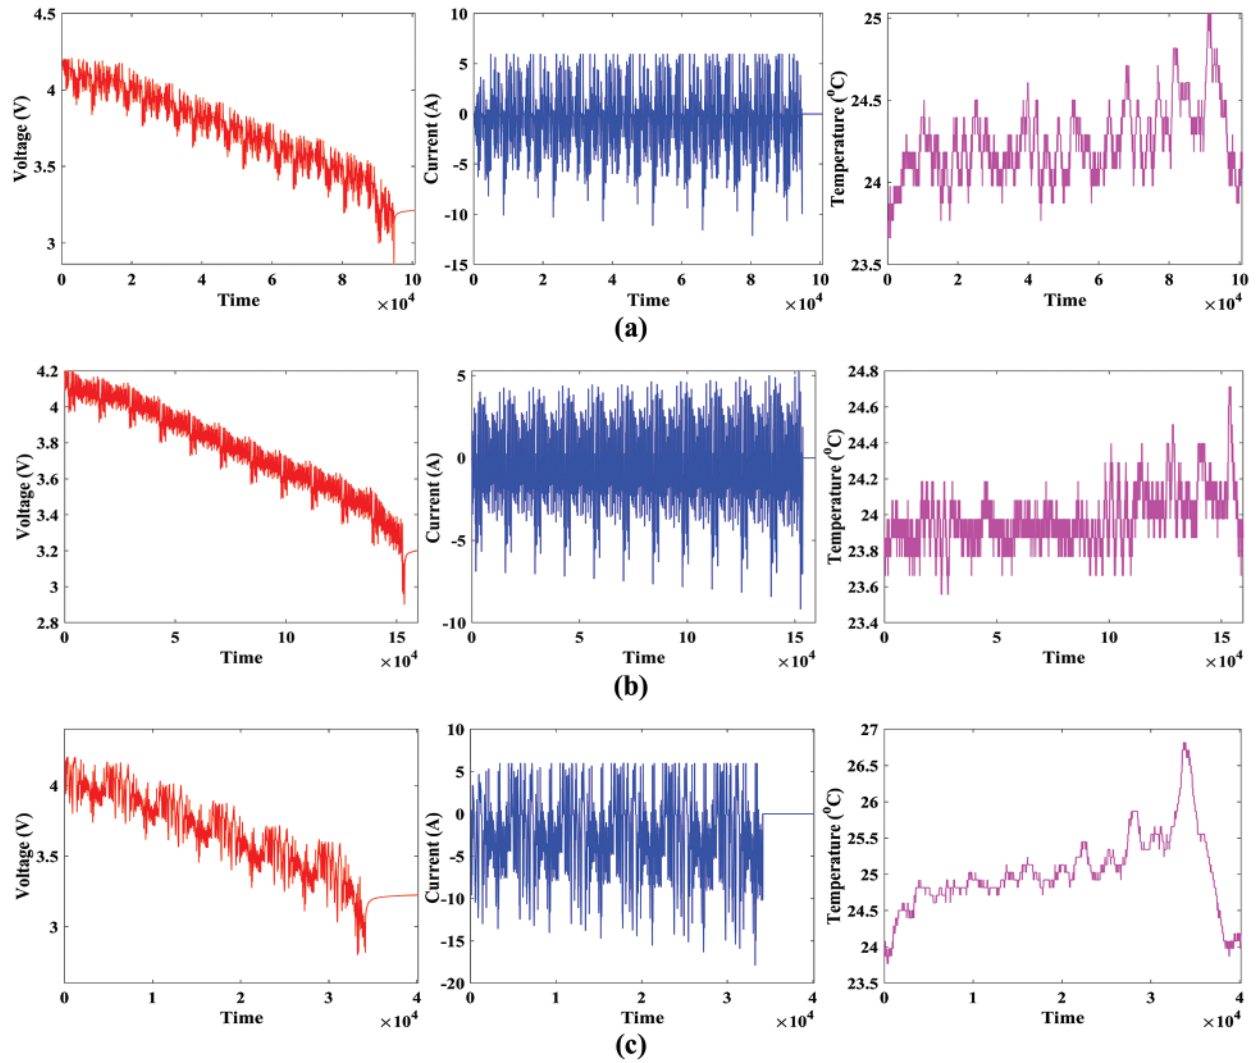 4.5
4
3.5
3
Voltage (V)
0 2 4 6 8 10
Time
×10⁴
10
5
0
-5
-10
-15
Current (A)
0 2 4 6 8 10
Time
×10⁴
25
24.5
24
23.5
Temperature (⁰C)
0 2 4 6 8 10
Time
×10⁴
(a)
4.2
4
3.8
3.6
3.4
3.2
3
2.8
Voltage (V)
0 5 10 15
Time
×10⁴
5
0
-5
-10
Current (A)
0 5 10 15
Time
×10⁴
24.8
24.6
24.4
24.2
24
23.8
23.6
23.4
Temperature (⁰C)
0 5 10 15
Time
×10⁴
(b)
4
3.5
3
Voltage (V)
0 1 2 3 4
Time
×10⁴
10
5
0
-5
-10
-15
-20
Current (A)
0 1 2 3 4
Time
×10⁴
27
26.5
26
25.5
25
24.5
24
23.5
Temperature (⁰C)
0 1 2 3 4
Time
×10⁴
(c)